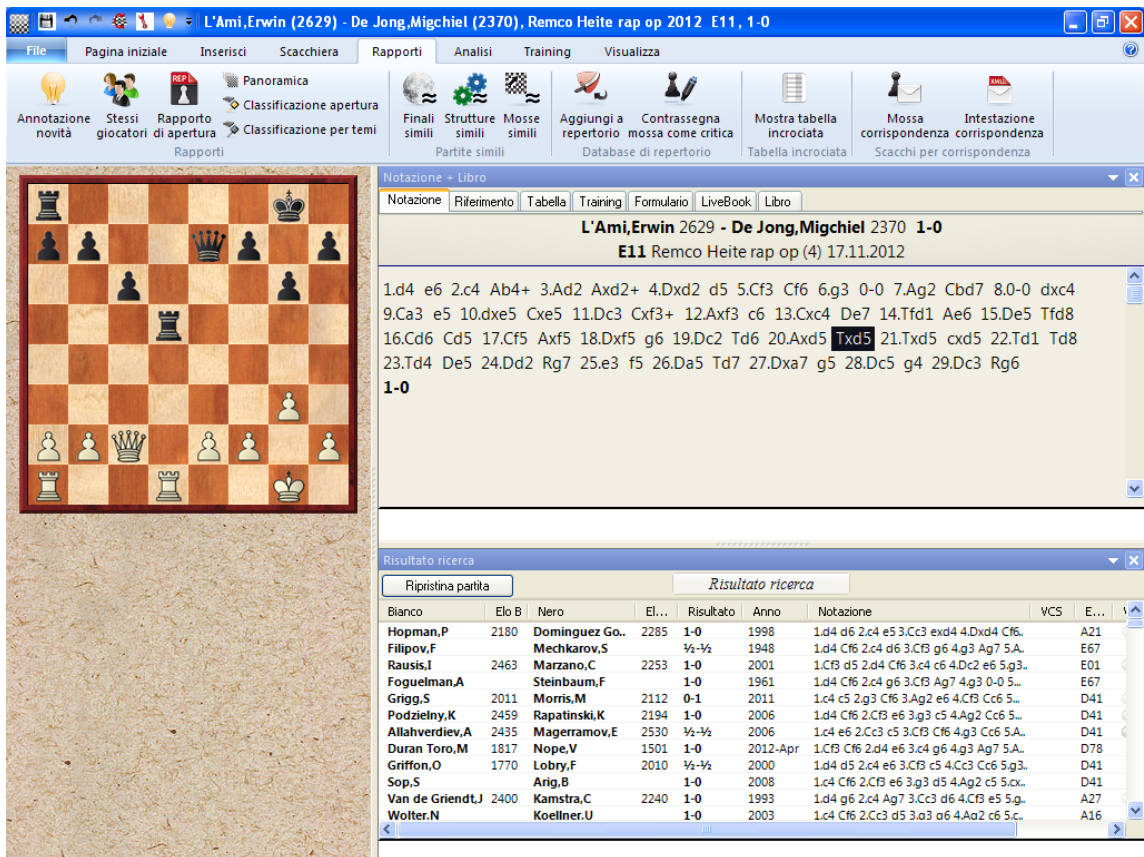 L'Ami,Erwin (2629) - De Jong,Migchiel (2370), Remco Heite rap op 2012 E11, 1-0
File Pagina iniziale Inserisci Scacchiera Rapporti Analisi Training Visualizza
Annotazione novità
Stessi giocatori
REP
Rapporto di apertura
Panoramica
Classificazione apertura
Classificazione per temi
Finali simili
Strutture simili
Mosse simili
Aggiungi a repertorio
Contrassegna mossa come critica
Mostra tabella incrociata
Mossa corrispondenza
XMLL
Intestazione corrispondenza
Rapporti Partite simili Database di repertorio Tabella incrociata Scacchi per corrispondenza
Notazione + Libro
Notazione Riferimento Tabella Training Formulario LiveBook Libro
L'Ami,Erwin 2629 - De Jong,Migchiel 2370 1-0
E11 Remco Heite rap op (4) 17.11.2012
1.d4 e6 2.c4 Ab4+ 3.Ad2 Axd2+ 4.Dxd2 d5 5.Cf3 Cf6 6.g3 0-0 7.Ag2 Cbd7 8.0-0 dxc4
9.Ca3 e5 10.dxe5 Cxe5 11.Dc3 Cxf3+ 12.Axf3 c6 13.Cxc4 De7 14.Tfd1 Ae6 15.De5 Tfd8
16.Cd6 Cd5 17.Cf5 Axf5 18.Dxf5 g6 19.Dc2 Td6 20.Axd5 Txd5 21.Txd5 cxd5 22.Td1 Td8
23.Td4 De5 24.Dd2 Rg7 25.e3 f5 26.Da5 Td7 27.Dxa7 g5 28.Dc5 g4 29.Dc3 Rg6
1-0
Risultato ricerca
Ripristina partita Risultato ricerca
Bianco Elo B Nero El... Risultato Anno Notazione VCS E...
Hopman,P 2180 Dominguez Go.. 2285 1-0 1998 1.d4 d6 2.c4 e5 3.Cc3 exd4 4.Dxd4 Cf6.. A21
Filipov,F Mechkarov,S ½-½ 1948 1.d4 Cf6 2.c4 d6 3.Cf3 g6 4.g3 Ag7 5.A.. E67
Rausis,I 2463 Marzano,C 2253 1-0 2001 1.Cf3 d5 2.d4 Cf6 3.c4 c6 4.Dc2 e6 5.g3.. E01
Foguelman,A Steinbaum,F 1-0 1961 1.d4 Cf6 2.c4 g6 3.Cf3 Ag7 4.g3 0-0 5... E67
Grigg,S 2011 Morris,M 2112 0-1 2011 1.c4 c5 2.g3 Cf6 3.Ag2 e6 4.Cf3 Cc6 5... D41
Podzielny,K 2459 Rapatinski,K 2194 1-0 2006 1.d4 Cf6 2.Cf3 e6 3.g3 c5 4.Ag2 Cc6 5... D41
Allahverdiev,A 2435 Magerramov,E 2530 ½-½ 2006 1.c4 e6 2.Cc3 c5 3.Cf3 Cf6 4.g3 Cc6 5.A.. D41
Duran Toro,M 1817 Nope,V 1501 1-0 2012-Apr 1.Cf3 Cf6 2.d4 e6 3.c4 g6 4.g3 Ag7 5.A.. D78
Griffon,O 1770 Lobry,F 2010 ½-½ 2000 1.d4 d5 2.c4 e6 3.Cf3 c5 4.Cc3 Cc6 5.g3.. D41
Sop,S Arig,B 1-0 2008 1.c4 Cf6 2.Cf3 e6 3.g3 d5 4.Ag2 c5 5.cx.. D41
Van de Griendt,J 2400 Kamstra,C 2240 1-0 1993 1.d4 g6 2.c4 Ag7 3.Cc3 d6 4.Cf3 e5 5.g.. A27
Wolter,N Koellner,U 1-0 2003 1.c4 Cf6 2.Cc3 d5 3.g3 g6 4.Ag2 c6 5.c.. A16